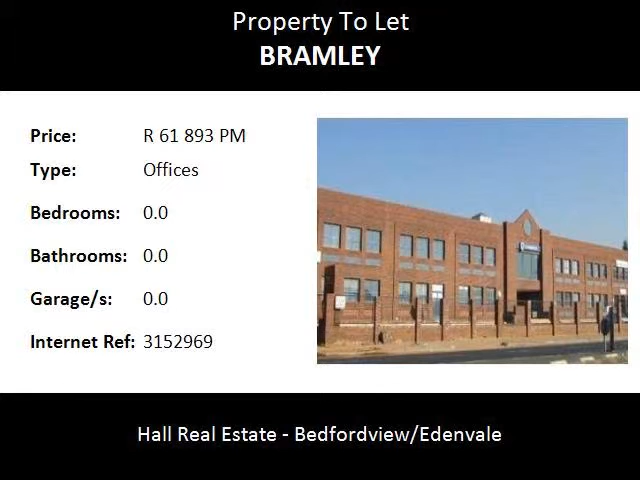 Property To Let
BRAMLEY
Price: R 61 893 PM
Type: Offices
Bedrooms: 0.0
Bathrooms: 0.0
Garage/s: 0.0
Internet Ref: 3152969
Hall Real Estate - Bedfordview/Edenvale